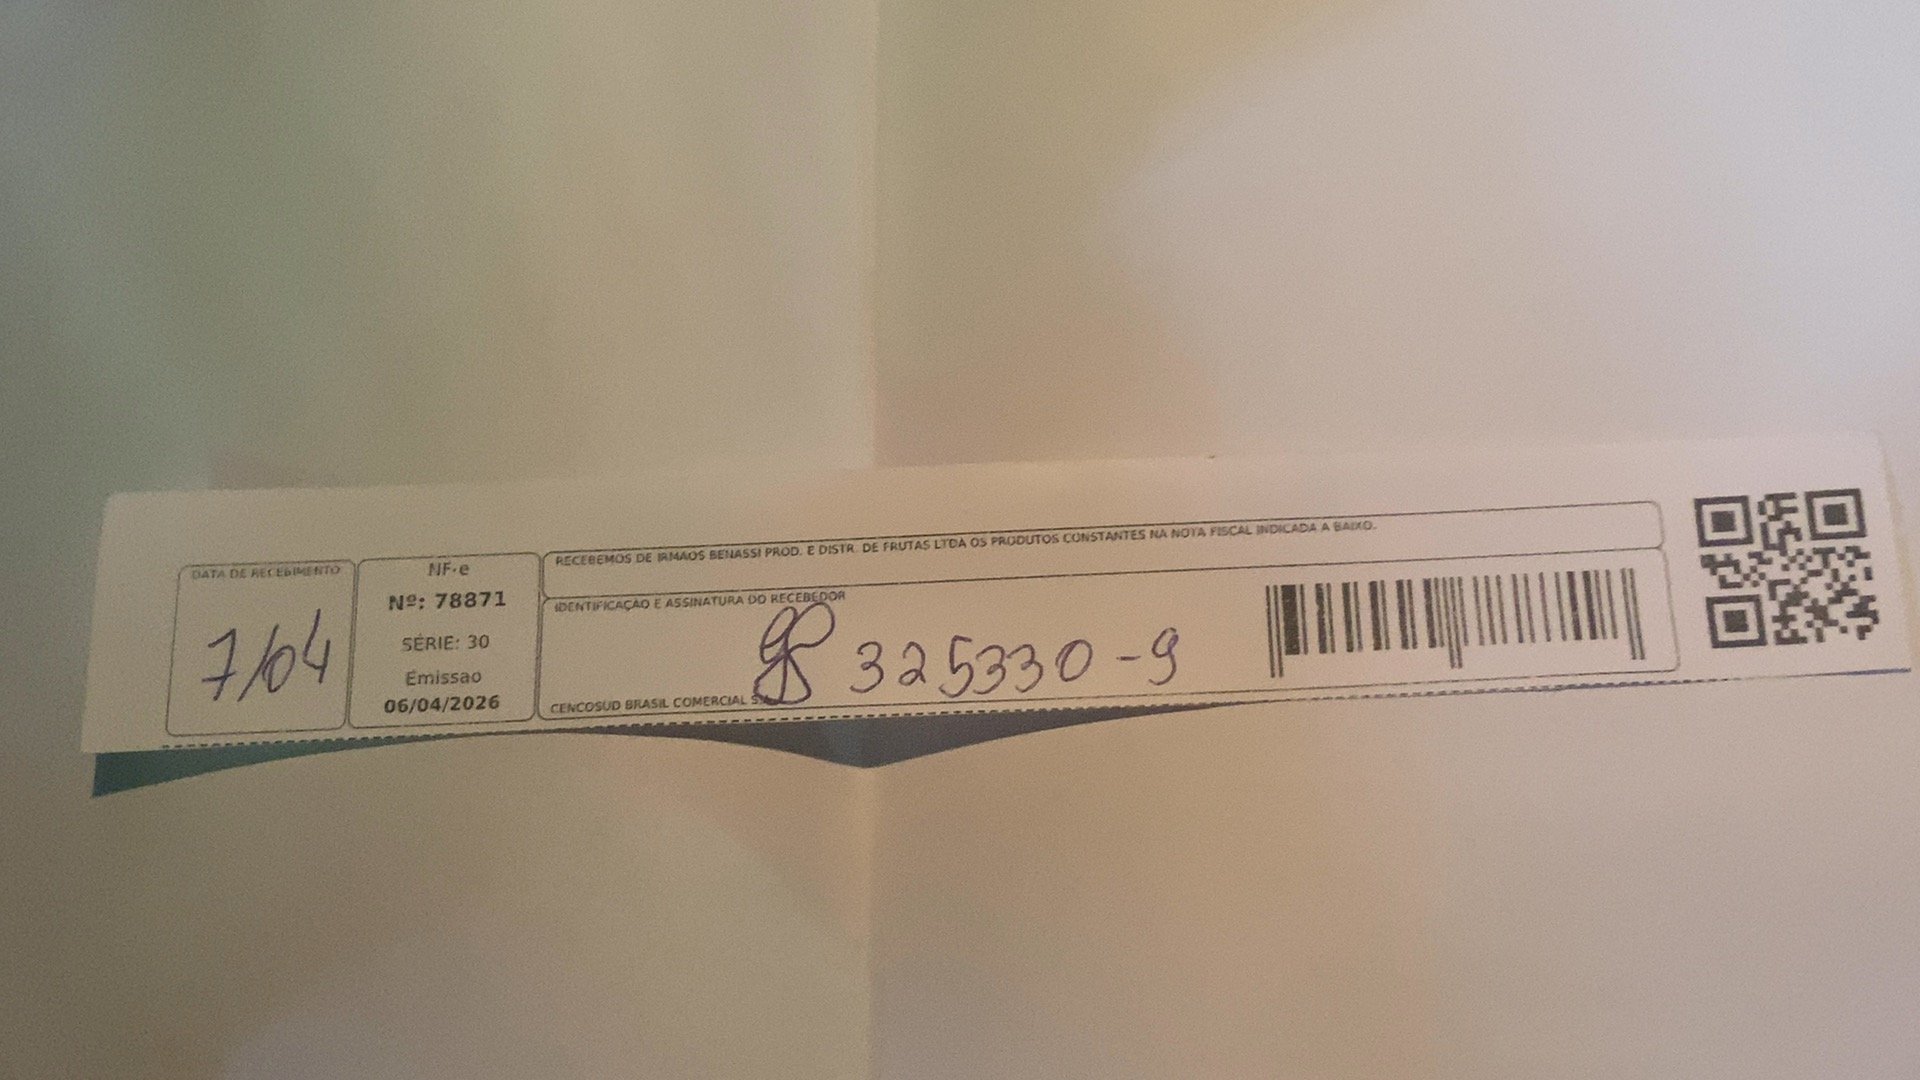 RECEBEMOS DE IRMAOS BENASSI PROD. E DISTR. DE FRUTAS LTDA OS PRODUTOS CONSTANTES NA NOTA FISCAL INDICADA A BAIXO.
DATA DE RECEBIMENTO
7/04
NF-e
Nº: 78871
SÉRIE: 30
Emissao
06/04/2026
IDENTIFICAÇÃO E ASSINATURA DO RECEBEDOR
325330-9
CENCOSUD BRASIL COMERCIAL